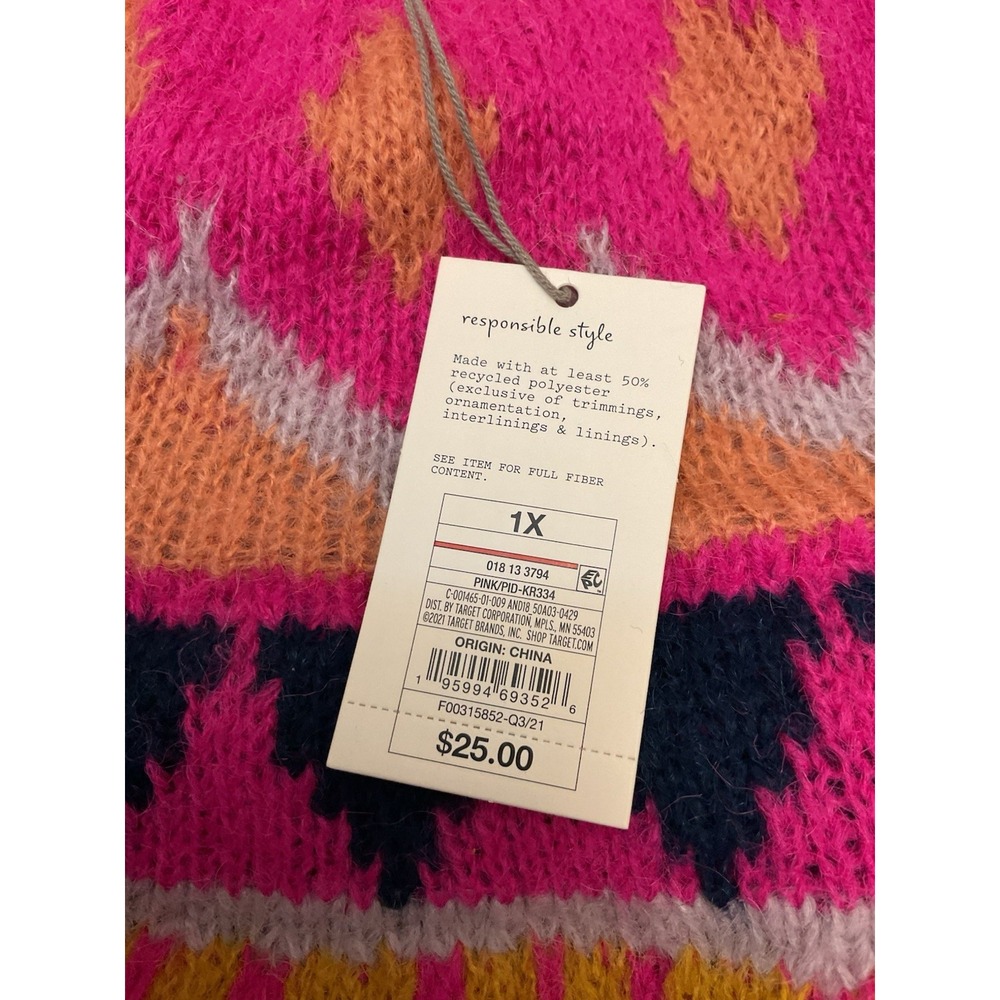 responsible style
Made with at least 50%
recycled polyester
(exclusive of trimmings,
ornamentation,
interlinings & linings).
SEE ITEM FOR FULL FIBER
CONTENT.
1X
018 13 3794
PINK/PID-KR334
C-001465-01-009 AND18_50A03-0429
DIST. BY TARGET CORPORATION, MPLS., MN 55403
©2021 TARGET BRANDS, INC. SHOP TARGET.COM
ORIGIN: CHINA
1 95994 69352 6
F00315852-Q3/21
$25.00